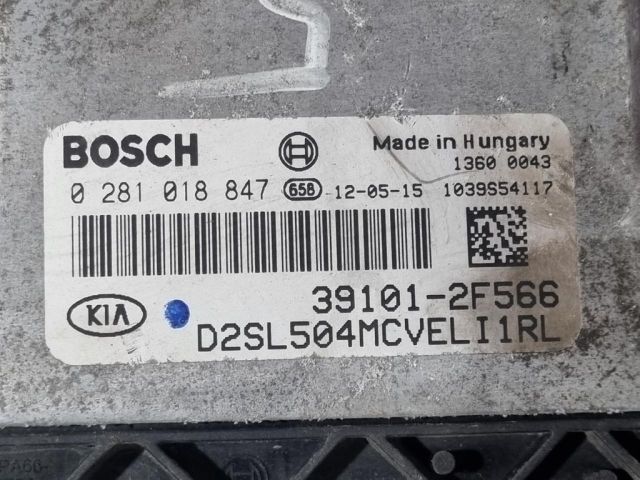 BOSCH
Made in Hungary
1360 0043
0 281 018 847 658 12-05-15 1039S54117
KIA
39101-2F566
D2SL504MCVELI1RL
PA66-